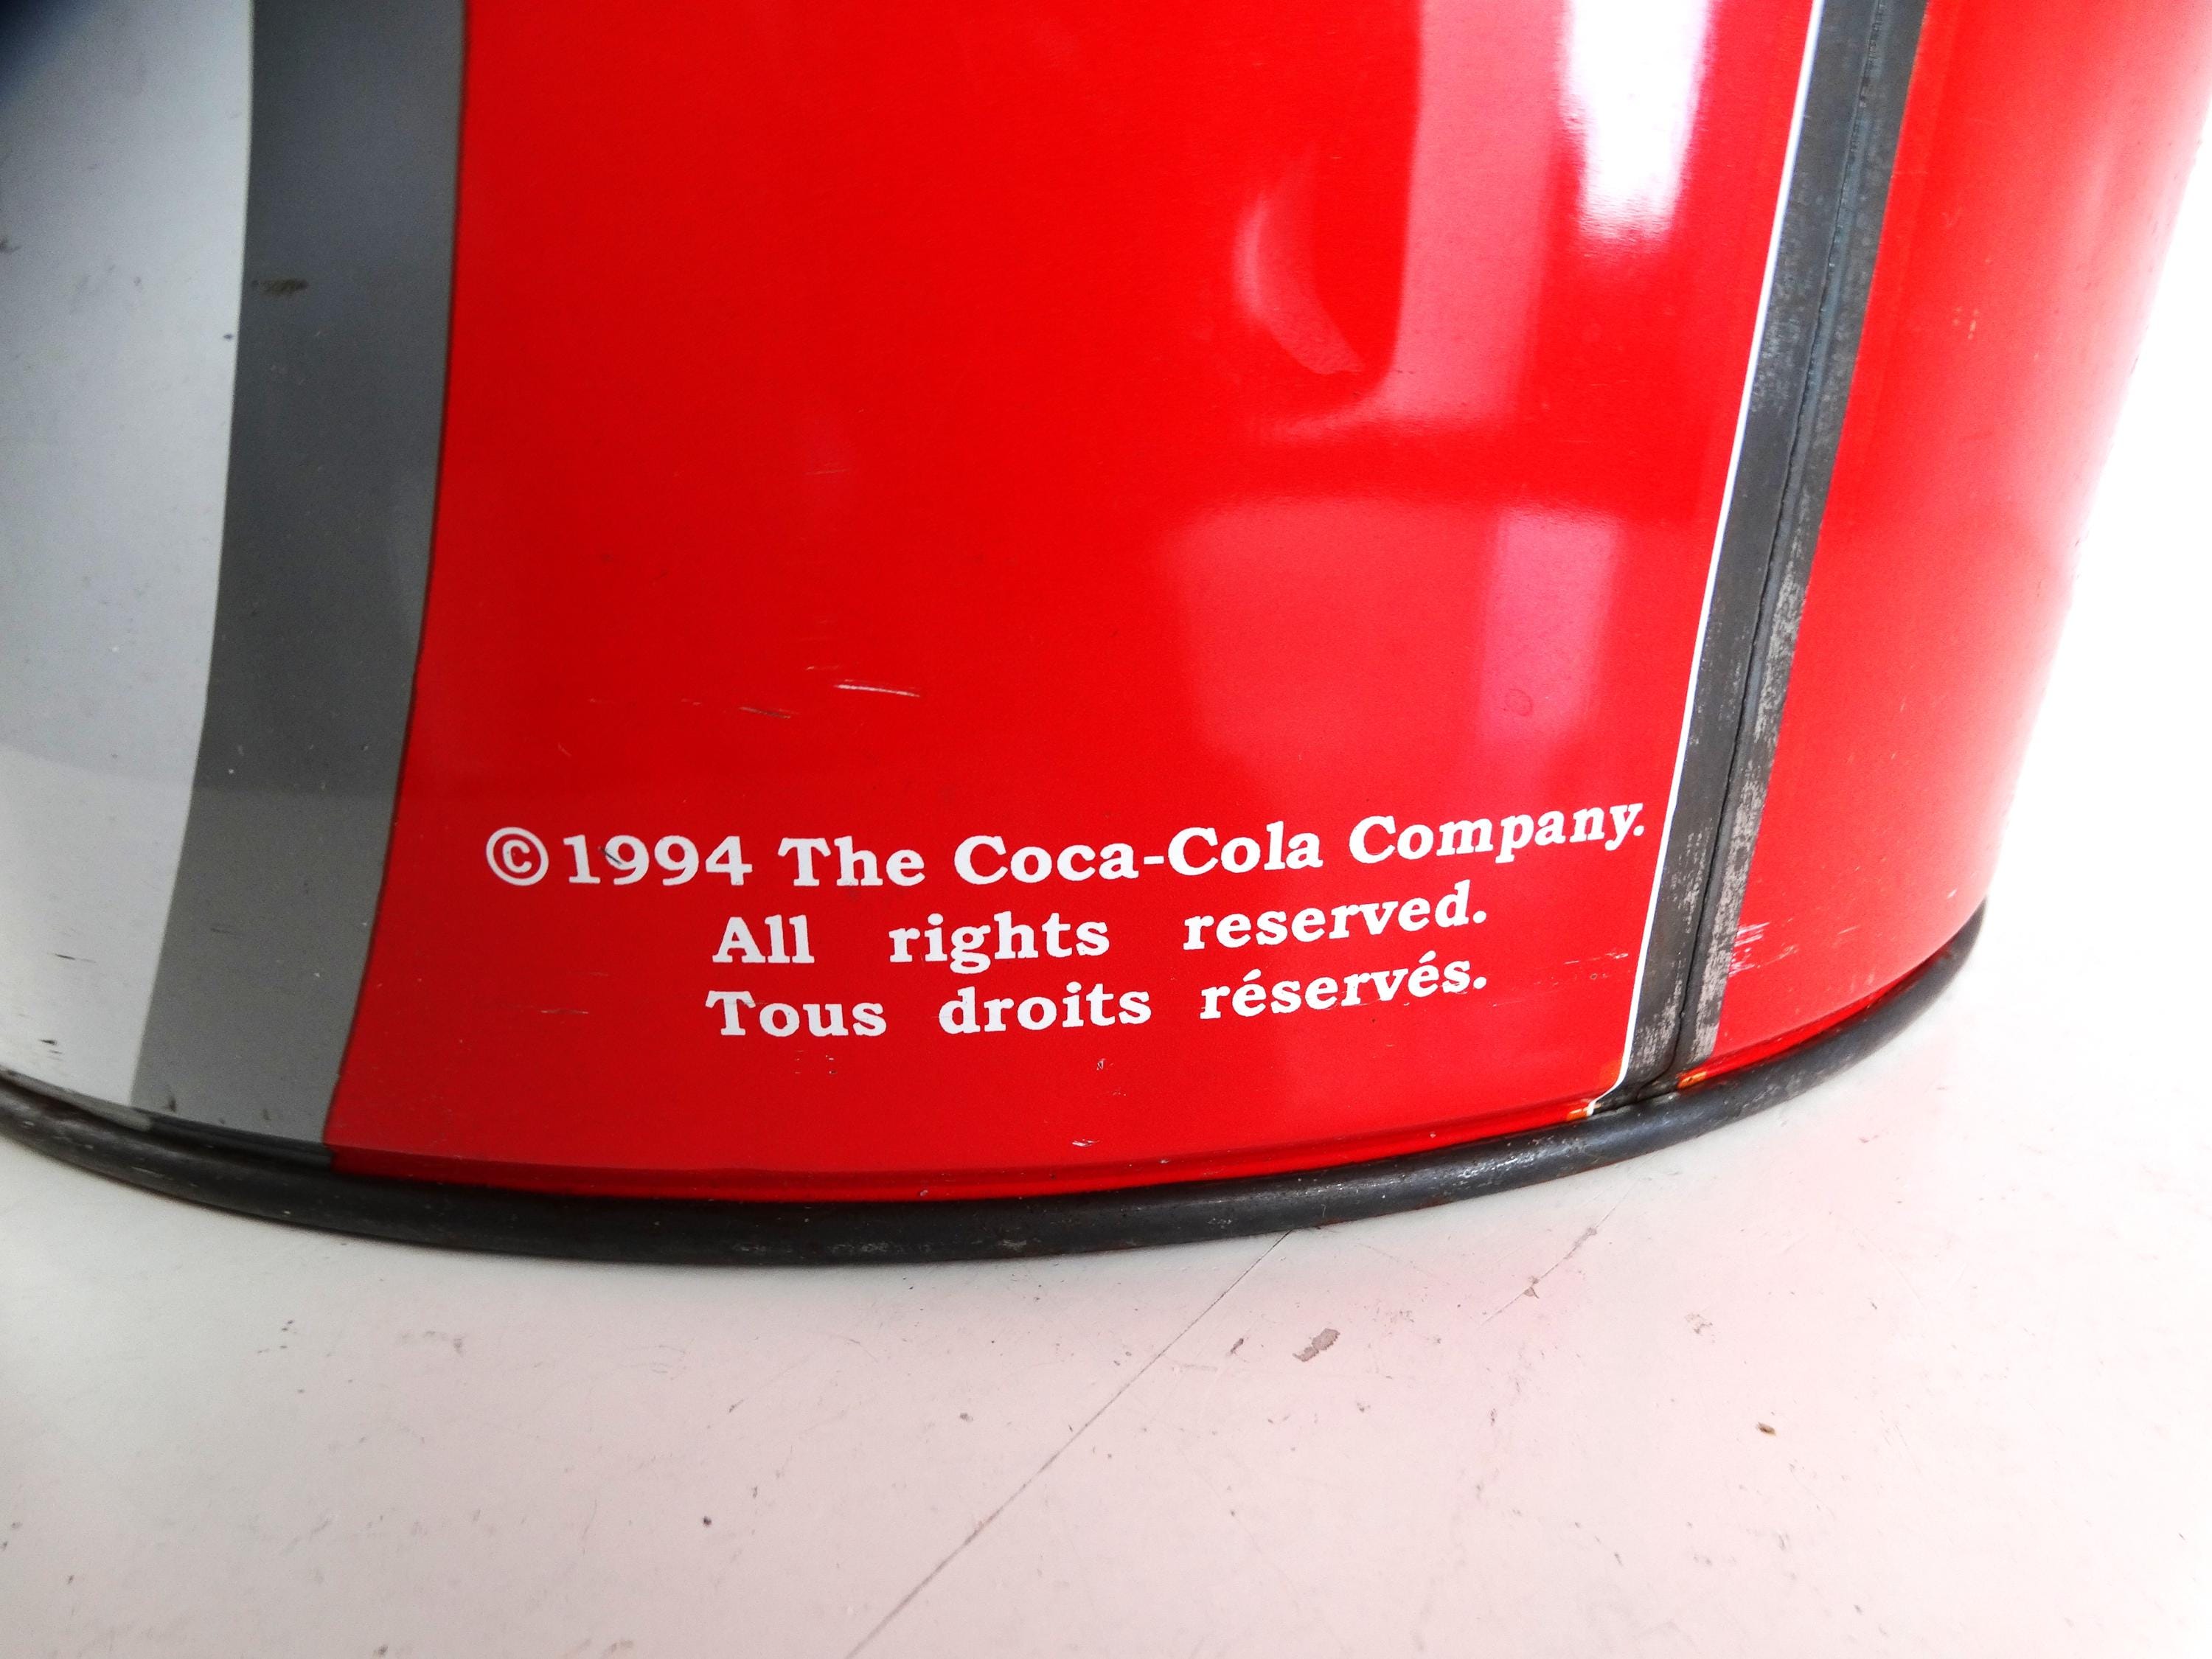 ©1994 The Coca-Cola Company.
All rights reserved.
Tous droits réservés.